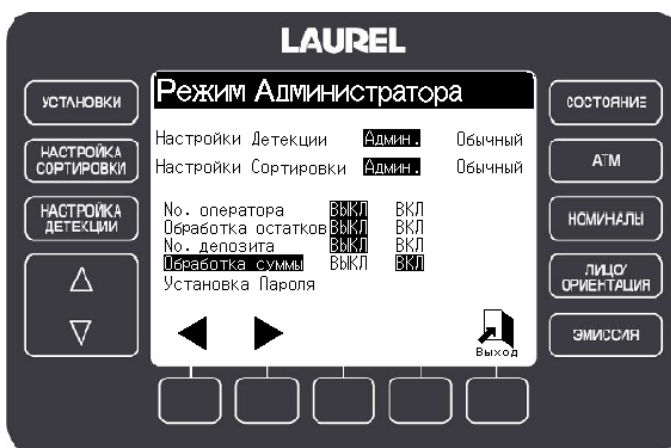 LAUREL
Режим Администратора
Настройки Детекции Админ. Обычный
Настройки Сортировки Админ. Обычный
No. оператора ВЫКЛ ВКЛ
Обработка остатков ВЫКЛ ВКЛ
No. депозита ВЫКЛ ВКЛ
Обработка суммы ВЫКЛ ВКЛ
Установка Пароля
Выход
УСТАНОВКИ
НАСТРОЙКА
СОРТИРОВКИ
НАСТРОЙКА
ДЕТЕКЦИИ
СОСТОЯНИЕ
ATM
НОМИНАЛЫ
ЛИЦО/
ОРИЕНТАЦИЯ
ЭМИССИЯ